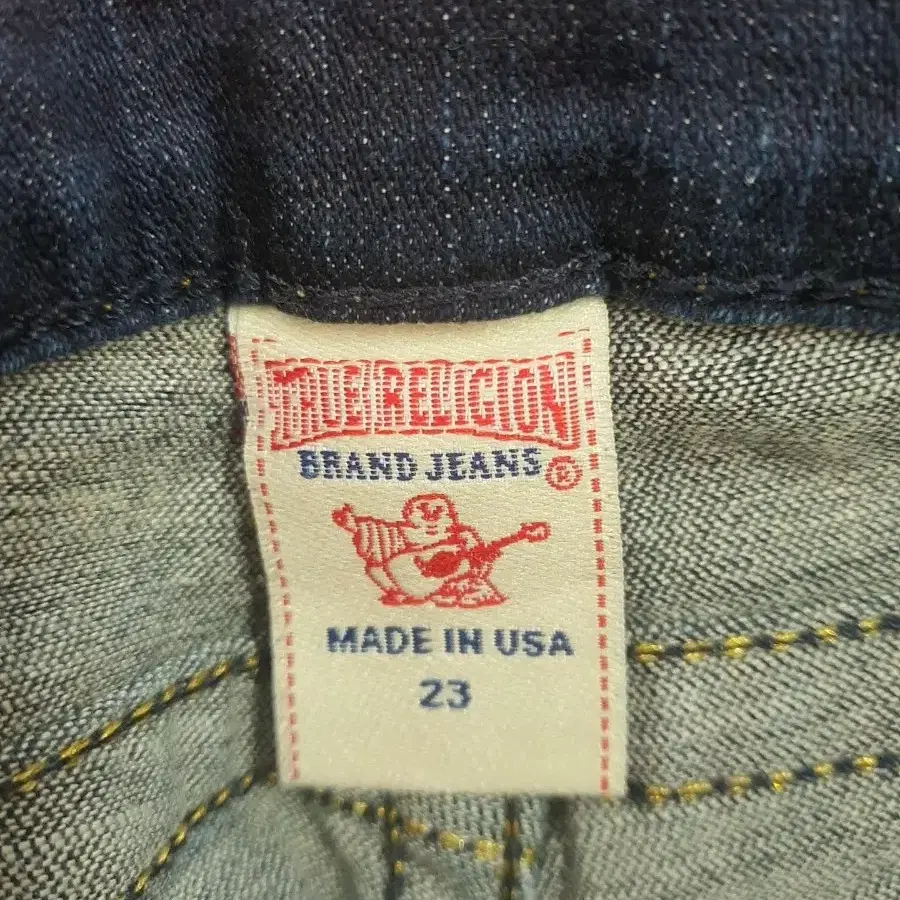 TRUE RELIGION
BRAND JEANS®
MADE IN USA
23